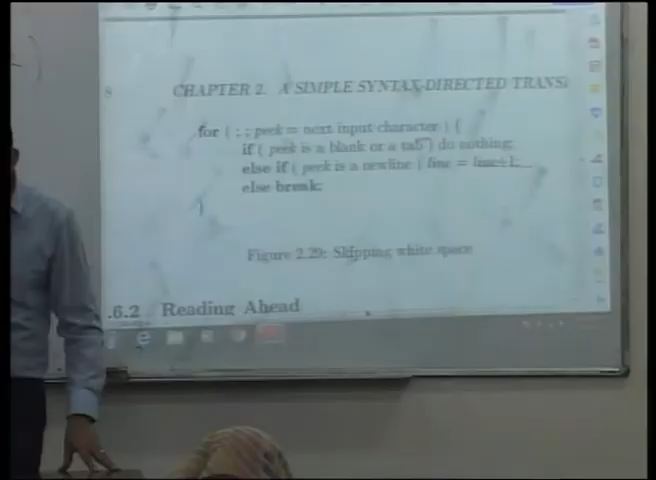 8 CHAPTER 2. A SIMPLE SYNTAX-DIRECTED TRANS
for ( ; ; peek = next input character ) {
if ( peek is a blank or a tab ) do nothing;
else if ( peek is a newline ) line = line+1;
else break;
}
Figure 2.29: Skipping white space
.6.2 Reading Ahead